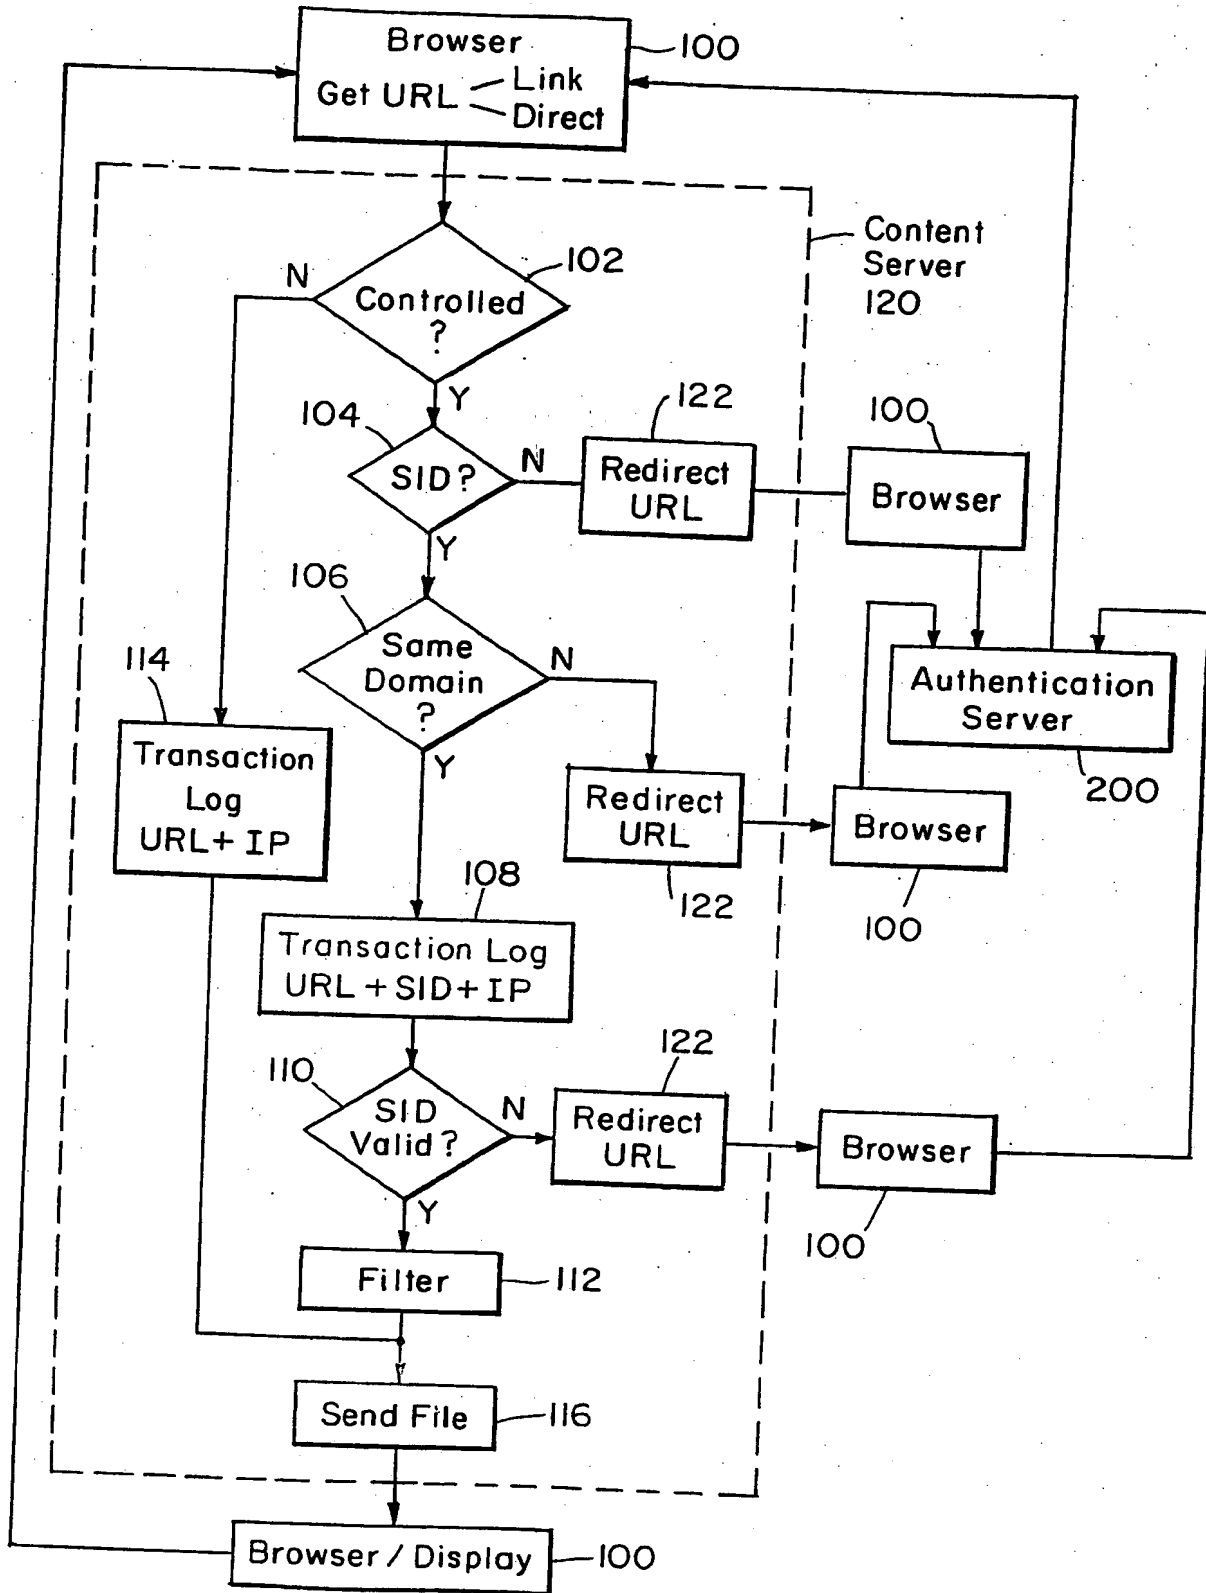 Browser
100
Get URL
Link
Direct
Content
Server
120
N
102
Controlled
?
Y
104
SID?
N
122
Redirect
URL
100
Browser
Y
106
Same
Domain
?
N
Authentication
Server
200
114
Transaction
Log
URL + IP
Y
Redirect
URL
122
Browser
100
108
Transaction Log
URL + SID + IP
110
SID
Valid?
N
122
Redirect
URL
Browser
100
Y
Filter
112
Send File
116
Browser / Display
100